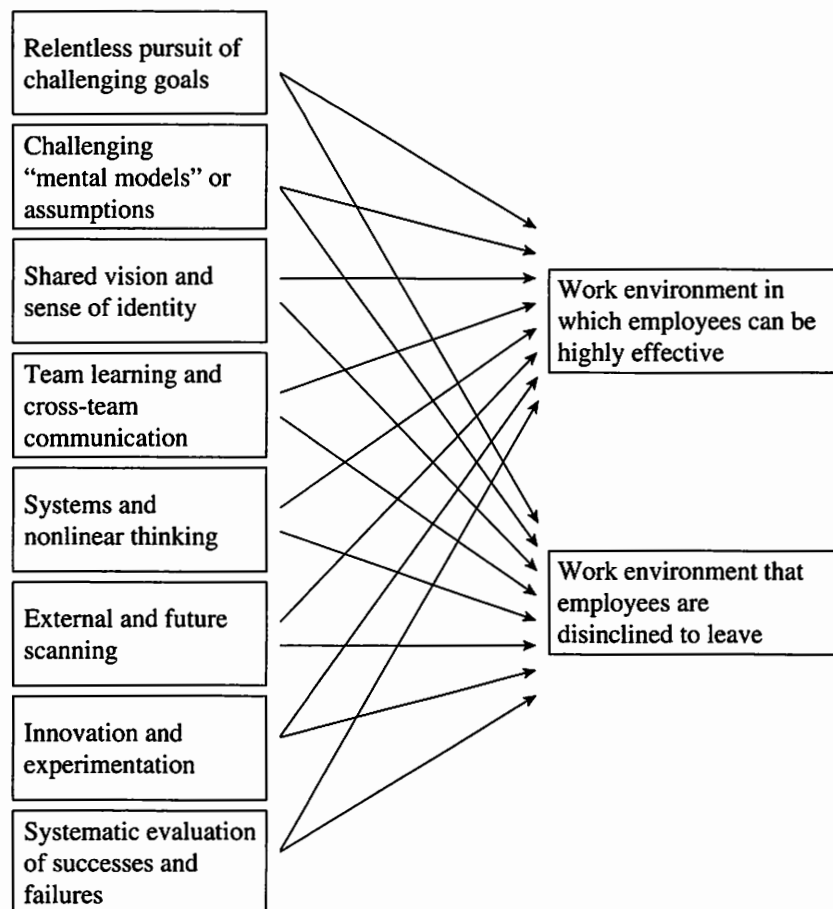 Relentless pursuit of
challenging goals
Challenging
“mental models” or
assumptions
Shared vision and
sense of identity
Team learning and
cross-team
communication
Systems and
nonlinear thinking
External and future
scanning
Innovation and
experimentation
Systematic evaluation
of successes and
failures
Work environment in
which employees can be
highly effective
Work environment that
employees are
disinclined to leave